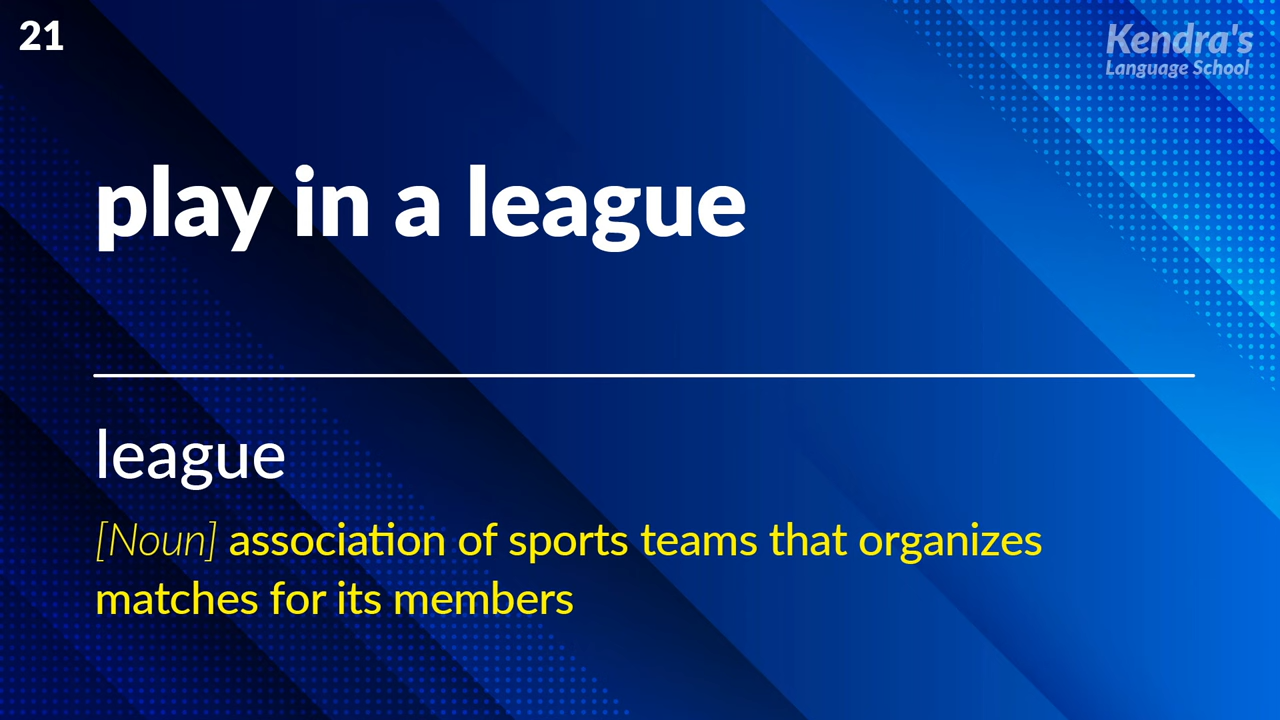 21
Kendra's
Language School
play in a league
league
[Noun] association of sports teams that organizes
matches for its members